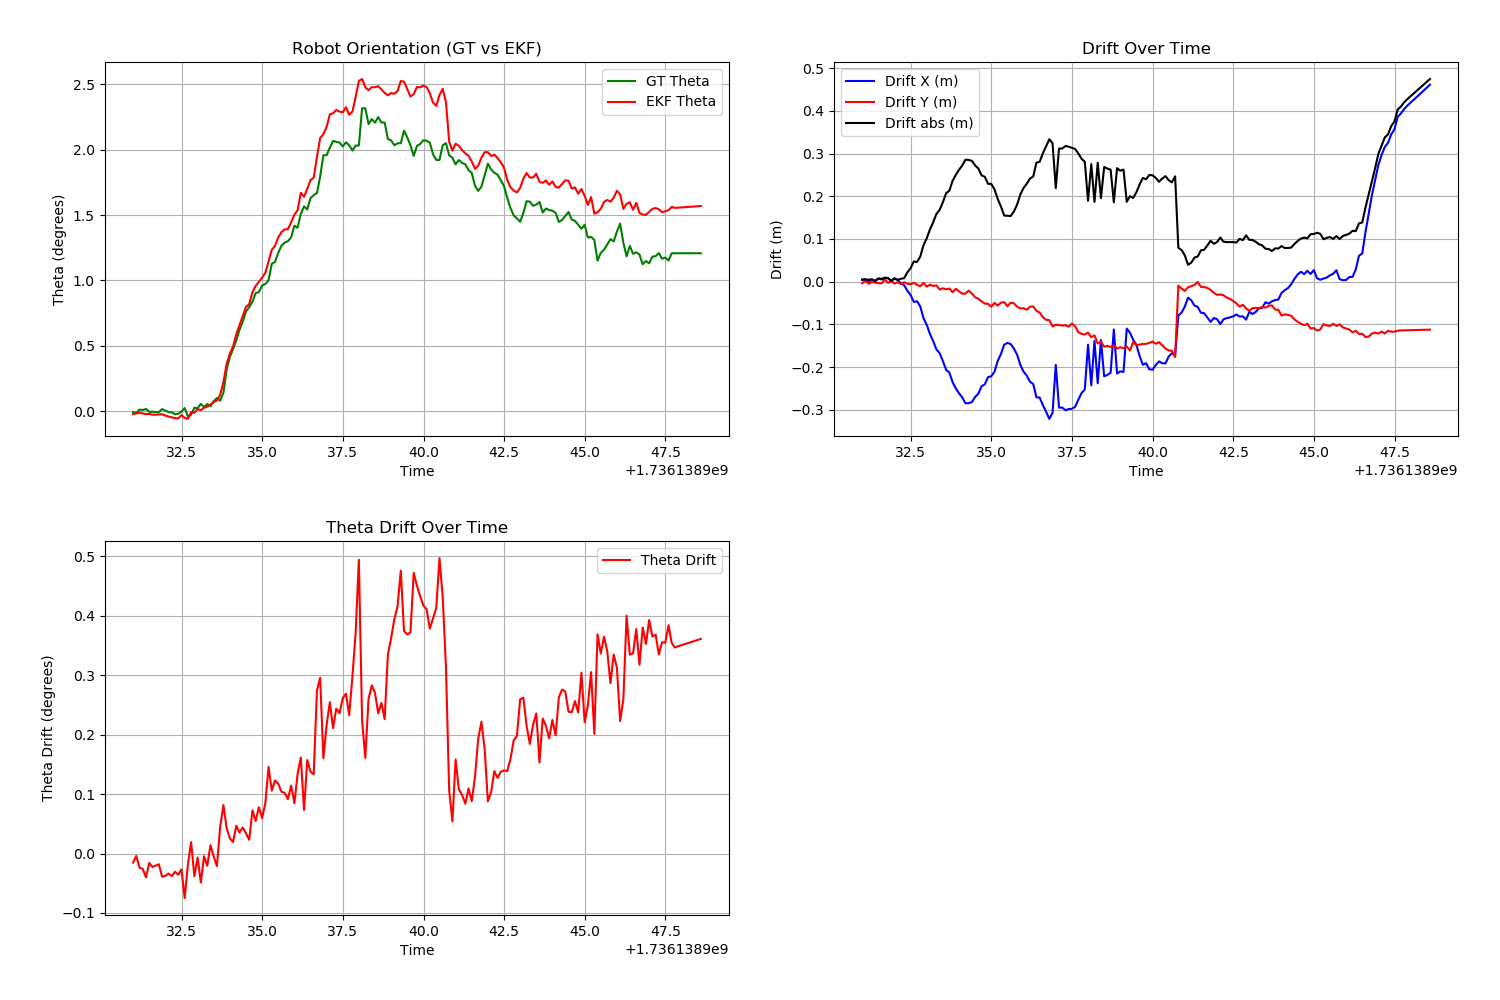 Robot Orientation (GT vs EKF)
Theta (degrees)
2.5
2.0
1.5
1.0
0.5
0.0
GT Theta
EKF Theta
32.5 35.0 37.5 40.0 42.5 45.0 47.5
Time
+1.7361389e9
Drift Over Time
Drift (m)
0.5
0.4
0.3
0.2
0.1
0.0
−0.1
−0.2
−0.3
Drift X (m)
Drift Y (m)
Drift abs (m)
32.5 35.0 37.5 40.0 42.5 45.0 47.5
Time
+1.7361389e9
Theta Drift Over Time
Theta Drift (degrees)
0.5
0.4
0.3
0.2
0.1
0.0
−0.1
Theta Drift
32.5 35.0 37.5 40.0 42.5 45.0 47.5
Time
+1.7361389e9